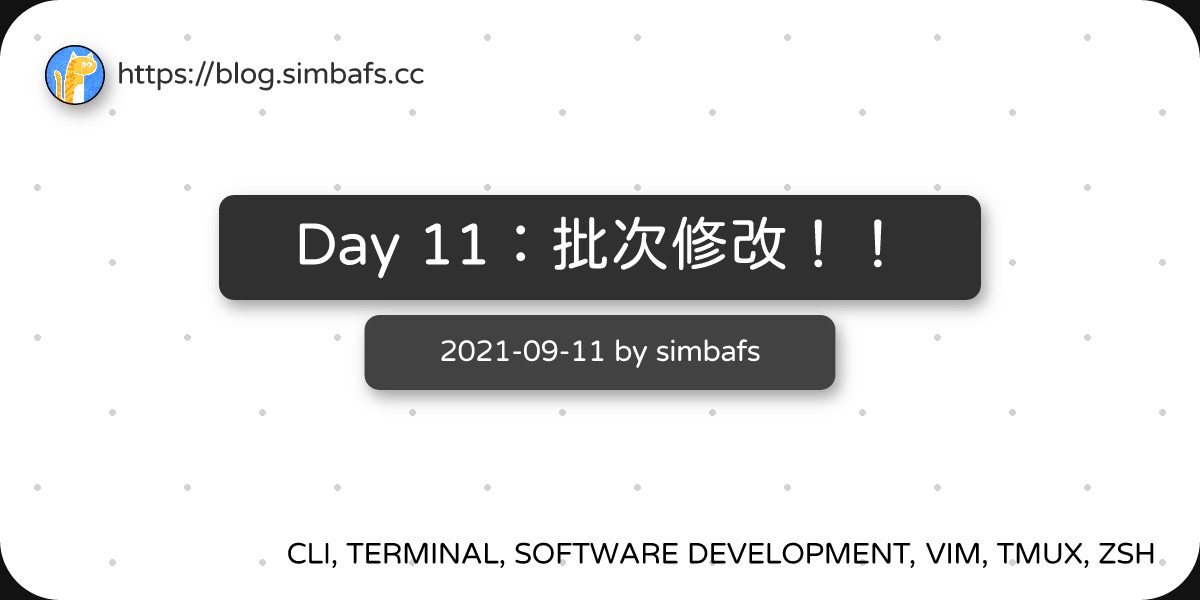 https://blog.simbafs.cc
Day 11：批次修改！！
2021-09-11 by simbafs
CLI, TERMINAL, SOFTWARE DEVELOPMENT, VIM, TMUX, ZSH